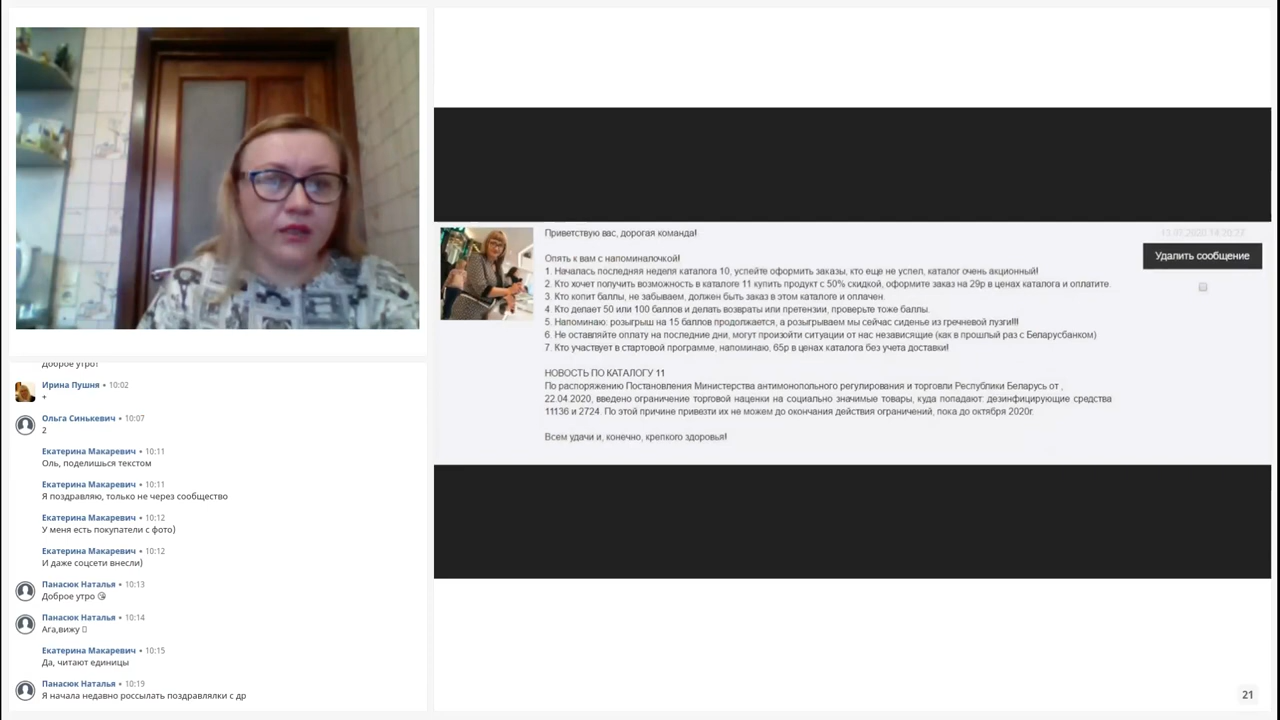 Доброе утро!
Ирина Пушня • 10:02
+
Ольга Синькевич • 10:07
2
Екатерина Макаревич • 10:11
Оль, поделишься текстом
Екатерина Макаревич • 10:11
Я поздравляю, только не через сообщество
Екатерина Макаревич • 10:12
У меня есть покупатели с фото)
Екатерина Макаревич • 10:12
И даже соцсети внесли)
Панасюк Наталья • 10:13
Доброе утро 😘
Панасюк Наталья • 10:14
Ага,вижу
Екатерина Макаревич • 10:15
Да, читают единицы
Панасюк Наталья • 10:19
Я начала недавно россылать поздравлялки с др
Приветствую вас, дорогая команда!
Опять к вам с напоминалочкой!
1. Началась последняя неделя каталога 10, успейте оформить заказы, кто еще не успел, каталог очень акционный!
2. Кто хочет получить возможность в каталоге 11 купить продукт с 50% скидкой, оформите заказ на 29р в ценах каталога и оплатите.
3. Кто копит баллы, не забываем, должен быть заказ в этом каталоге и оплачен.
4. Кто делает 50 или 100 баллов и делать возвраты или претензии, проверьте тоже баллы.
5. Напоминаю: розыгрыш на 15 баллов продолжается, а розыгрываем мы сейчас сиденье из гречневой лузги!!!
6. Не оставляйте оплату на последние дни, могут произойти ситуации от нас независящие (как в прошлый раз с Беларусбанком)
7. Кто участвует в стартовой программе, напоминаю, 65р в ценах каталога без учета доставки!
НОВОСТЬ ПО КАТАЛОГУ 11
По распоряжению Постановления Министерства антимонопольного регулирования и торговли Республики Беларусь от ,
22.04.2020, введено ограничение торговой наценки на социально значимые товары, куда попадают: дезинфицирующие средства
11136 и 2724. По этой причине привезти их не можем до окончания действия ограничений, пока до октября 2020г.
Всем удачи и, конечно, крепкого здоровья!
Удалить сообщение
21